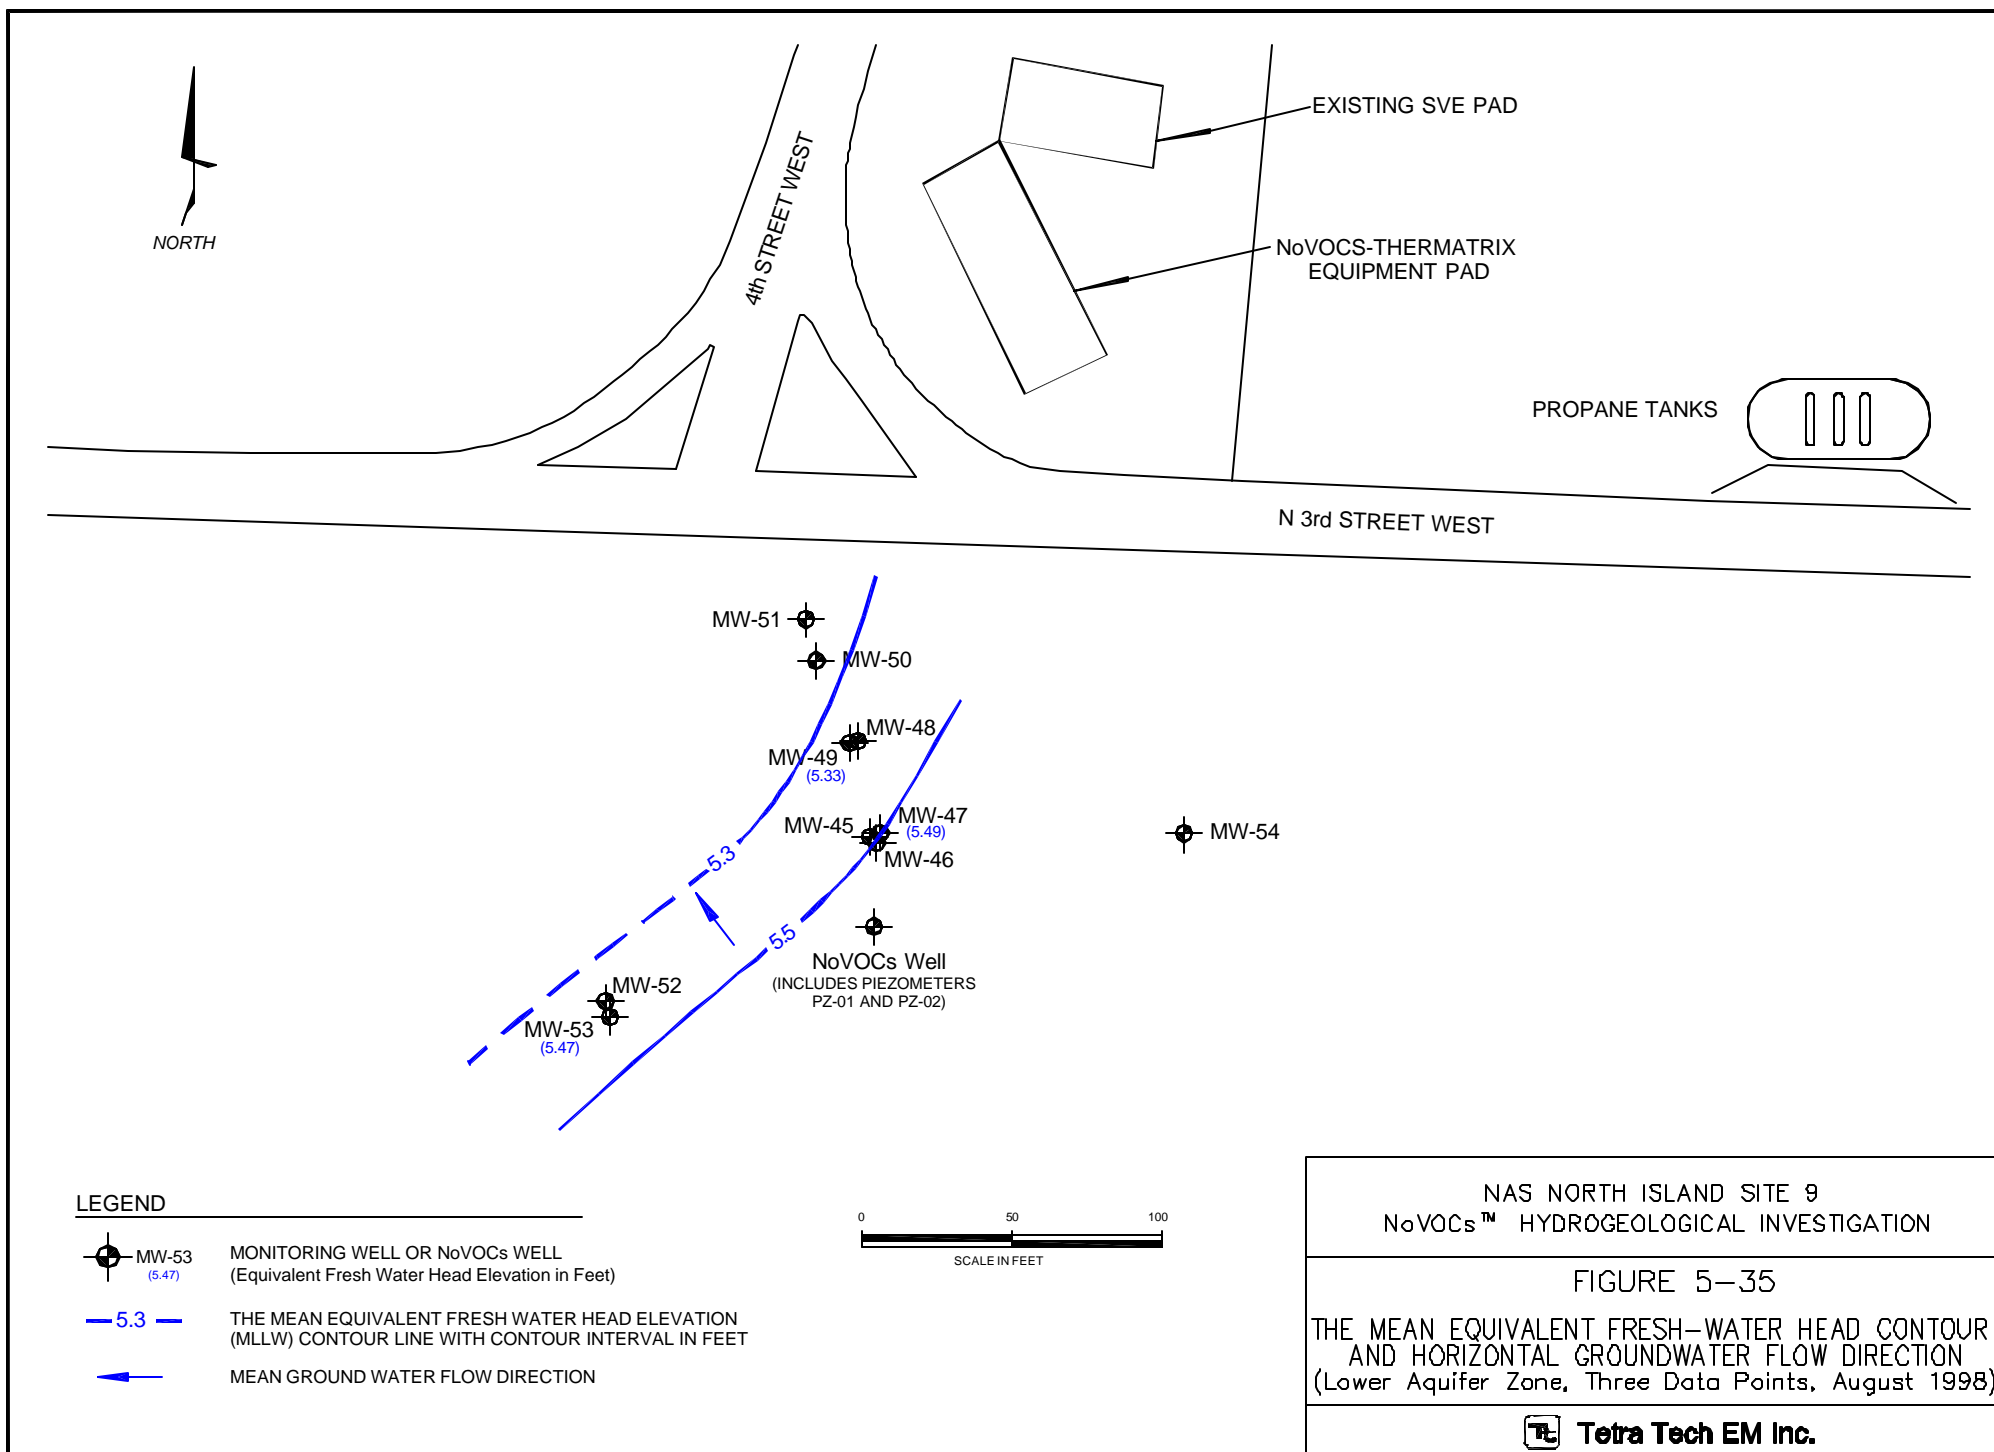 EXISTING SVE PAD
4th STREET WEST
NORTH
NoVOCS-THERMATRIX
EQUIPMENT PAD
PROPANE TANKS
N 3rd STREET WEST
MW-51
MW-50
MW-48
MW-49
(5.33)
MW-45
MW-47
(5.49)
MW-46
MW-54
5.3
5.5
NoVOCs Well
(INCLUDES PIEZOMETERS
PZ-01 AND PZ-02)
MW-52
MW-53
(5.47)
LEGEND
MW-53
(5.47)
MONITORING WELL OR NoVOCs WELL
(Equivalent Fresh Water Head Elevation in Feet)
5.3
THE MEAN EQUIVALENT FRESH WATER HEAD ELEVATION
(MLLW) CONTOUR LINE WITH CONTOUR INTERVAL IN FEET
MEAN GROUND WATER FLOW DIRECTION
0 50 100
SCALE IN FEET
NAS NORTH ISLAND SITE 9
NoVOCs™ HYDROGEOLOGICAL INVESTIGATION
FIGURE 5-35
THE MEAN EQUIVALENT FRESH-WATER HEAD CONTOUR
AND HORIZONTAL GROUNDWATER FLOW DIRECTION
(Lower Aquifer Zone, Three Data Points, August 1998)
Tetra Tech EM Inc.